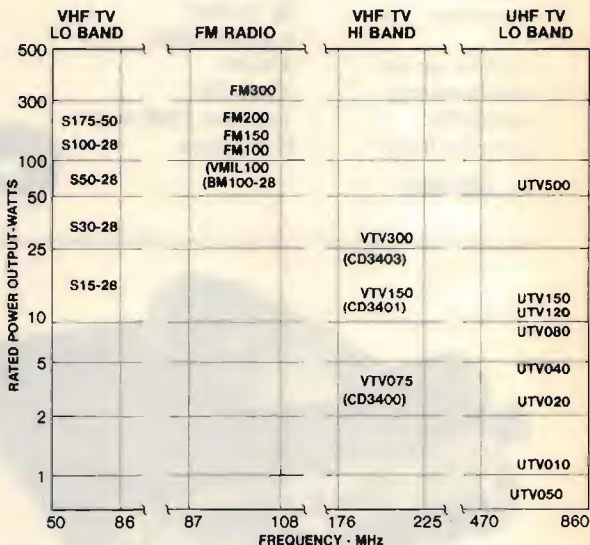 VHF TV
LO BAND
FM RADIO
VHF TV
HI BAND
UHF TV
LO BAND
RATED POWER OUTPUT-WATTS
500
300
100
50
25
10
5
2
1
S175-50
S100-28
S50-28
S30-28
S15-28
FM300
FM200
FM150
FM100
(VMIL100
(BM100-28
VTV300
(CD3403)
VTV150
(CD3401)
VTV075
(CD3400)
UTV500
UTV150
UTV120
UTV080
UTV040
UTV020
UTV010
UTV050
50
86
87
108
176
225
470
860
FREQUENCY - MHz